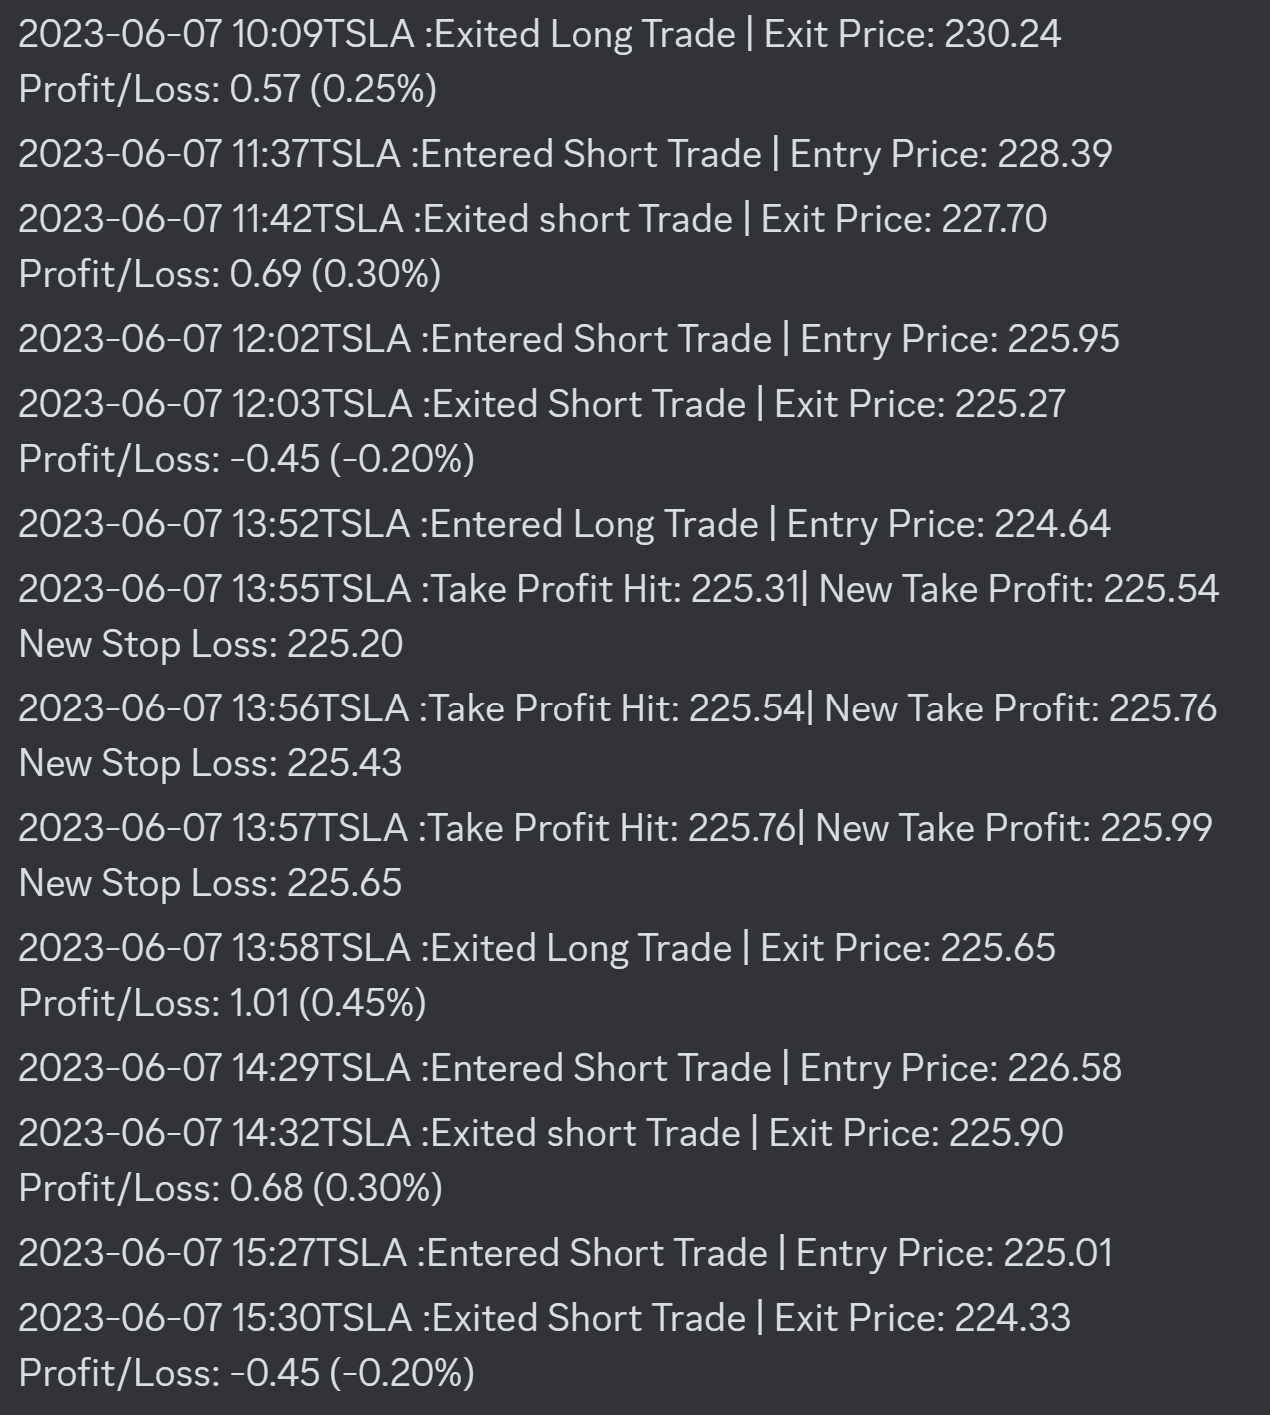 2023-06-07 10:09TSLA :Exited Long Trade | Exit Price: 230.24
Profit/Loss: 0.57 (0.25%)
2023-06-07 11:37TSLA :Entered Short Trade | Entry Price: 228.39
2023-06-07 11:42TSLA :Exited short Trade | Exit Price: 227.70
Profit/Loss: 0.69 (0.30%)
2023-06-07 12:02TSLA :Entered Short Trade | Entry Price: 225.95
2023-06-07 12:03TSLA :Exited Short Trade | Exit Price: 225.27
Profit/Loss: -0.45 (-0.20%)
2023-06-07 13:52TSLA :Entered Long Trade | Entry Price: 224.64
2023-06-07 13:55TSLA :Take Profit Hit: 225.31| New Take Profit: 225.54
New Stop Loss: 225.20
2023-06-07 13:56TSLA :Take Profit Hit: 225.54| New Take Profit: 225.76
New Stop Loss: 225.43
2023-06-07 13:57TSLA :Take Profit Hit: 225.76| New Take Profit: 225.99
New Stop Loss: 225.65
2023-06-07 13:58TSLA :Exited Long Trade | Exit Price: 225.65
Profit/Loss: 1.01 (0.45%)
2023-06-07 14:29TSLA :Entered Short Trade | Entry Price: 226.58
2023-06-07 14:32TSLA :Exited short Trade | Exit Price: 225.90
Profit/Loss: 0.68 (0.30%)
2023-06-07 15:27TSLA :Entered Short Trade | Entry Price: 225.01
2023-06-07 15:30TSLA :Exited Short Trade | Exit Price: 224.33
Profit/Loss: -0.45 (-0.20%)